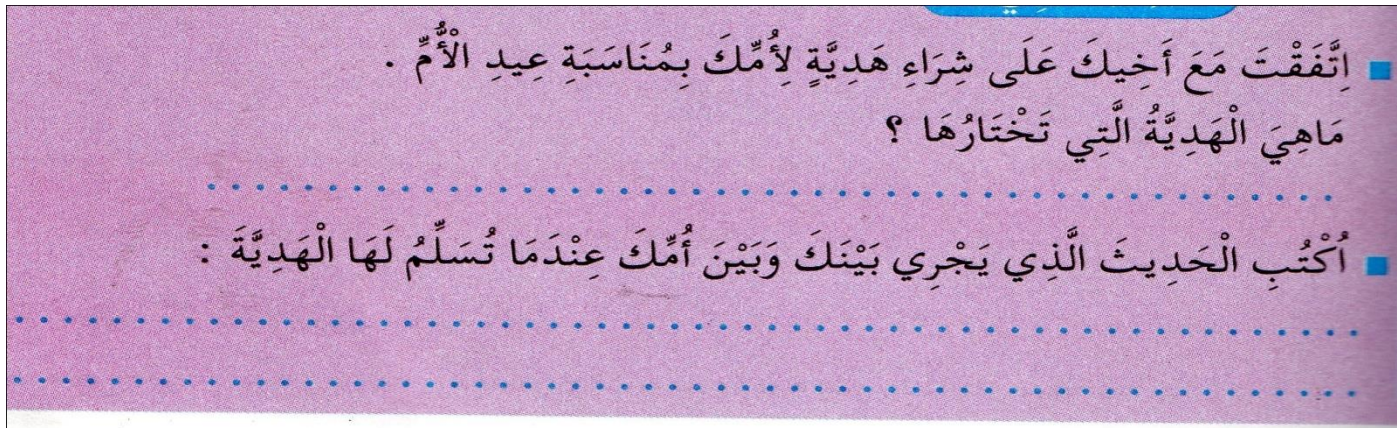 اِتَّفَقْتَ مَعَ أَخِيكَ عَلَى شِرَاءِ هَدِيَّةٍ لِأُمِّكَ بِمُنَاسَبَةِ عِيدِ الْأُمِّ .
مَاهِيَ الْهَدِيَّةُ الَّتِي تَخْتَارُهَا ؟
اُكْتُبِ الْحَدِيثَ الَّذِي يَجْرِي بَيْنَكَ وَبَيْنَ أُمِّكَ عِنْدَمَا تُسَلِّمُ لَهَا الْهَدِيَّةَ :